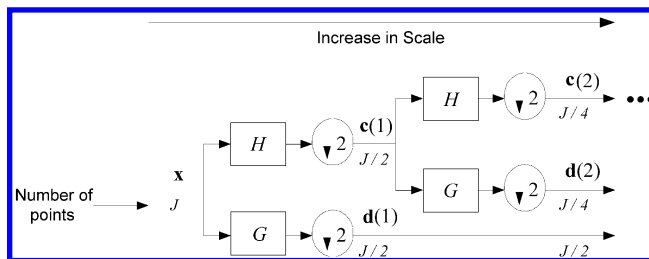 Increase in Scale
H
2
c(2)
J/4
•••
H
2
c(1)
J/2
x
J
Number of
points
G
2
d(2)
J/4
G
2
d(1)
J/2
J/2